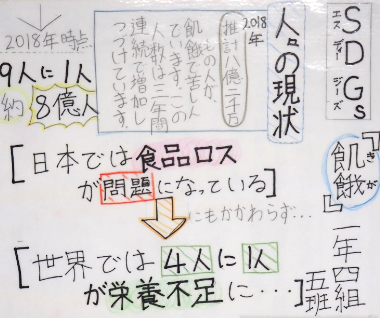 SDGs
エスディージーズ
『飢餓』
きが
一年四組
五班
人口の現状
2018年
推計八億二千万
もの人が、
飢餓で苦しん
でいます。この
人数は三年間
連続で増加し
つづけています。
2018年時点
9人に1人
約8億人
[日本では食品ロス
が問題になっている]
にもかかわらず…
[世界では4人に1人
が栄養不足に…]